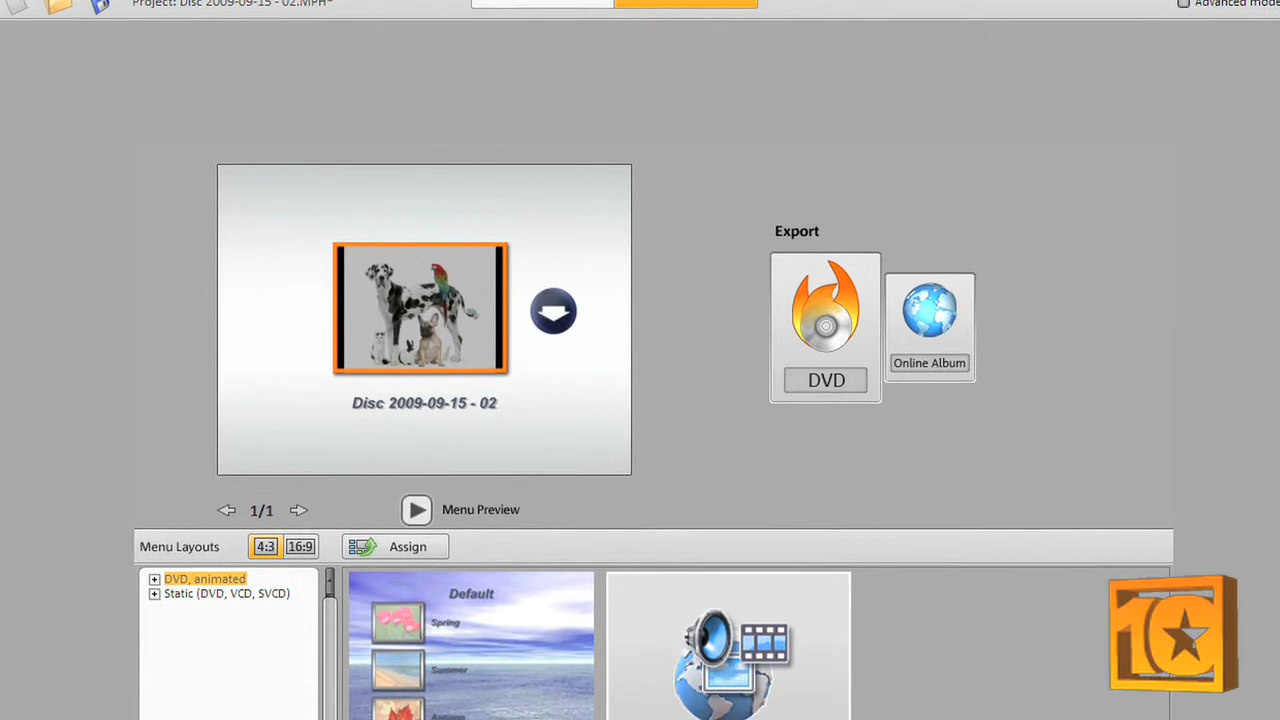 Project: Disc 2009-09-15 - 02.MPH*
Advanced mode
Export
DVD
Online Album
Disc 2009-09-15 - 02
1/1
Menu Preview
Menu Layouts
4:3
16:9
Assign
DVD, animated
Static (DVD, VCD, SVCD)
Default
Spring
Summer
Autumn